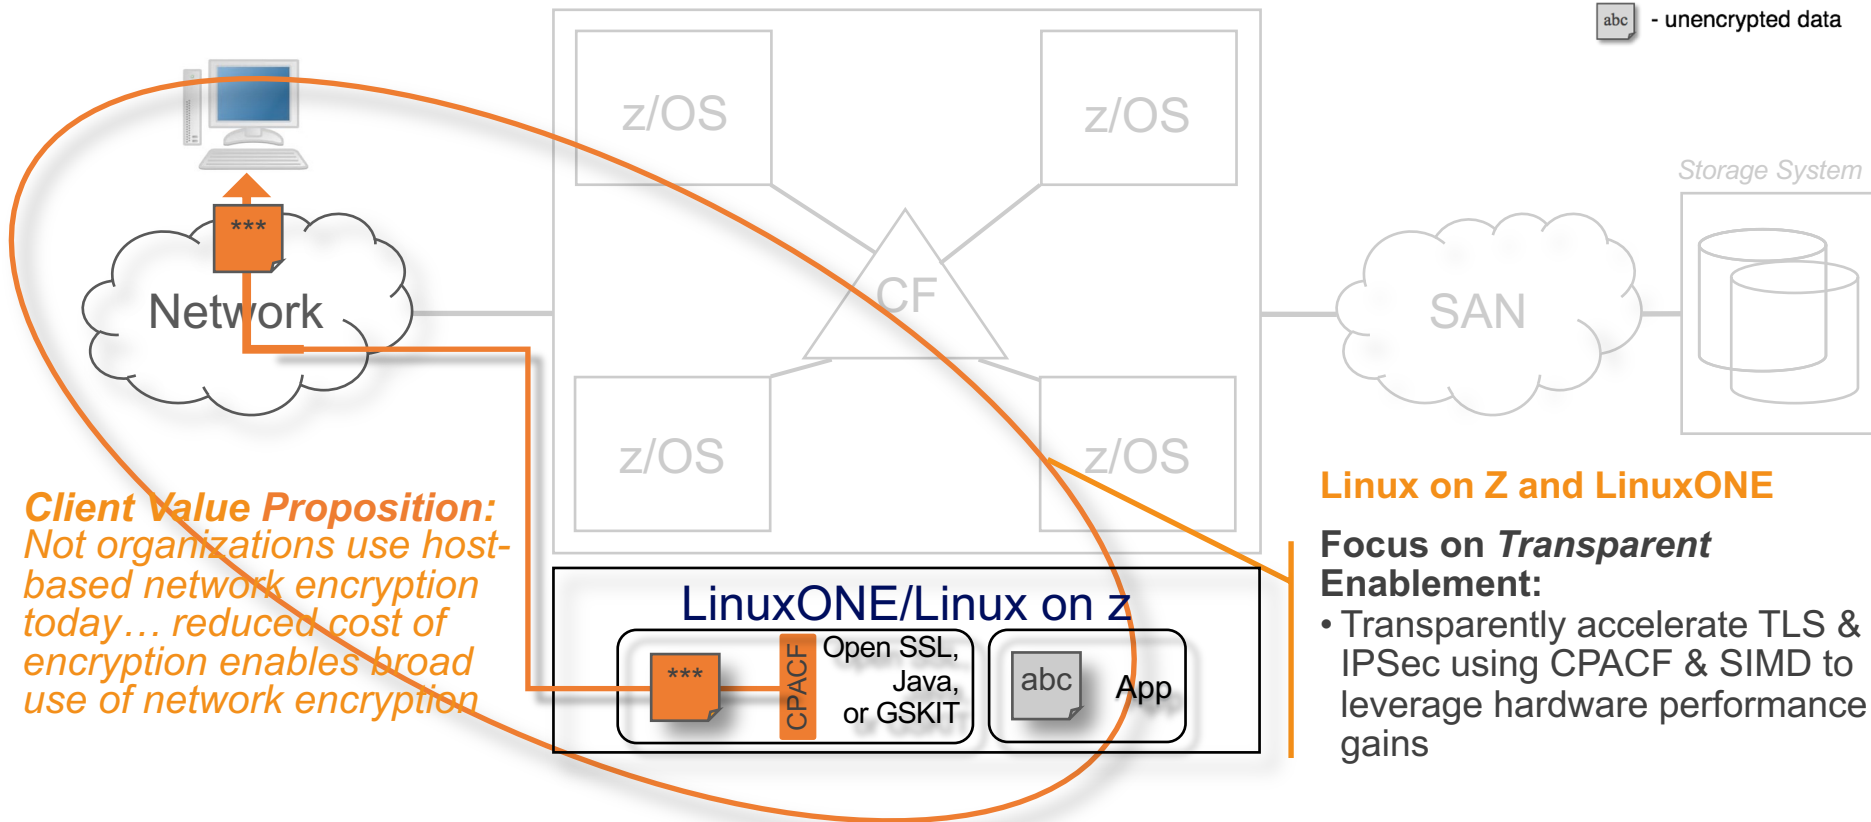 abc - unencrypted data
z/OS
z/OS
Storage System
***
Network
CF
SAN
z/OS
z/OS
Client Value Proposition:
Not organizations use host-
based network encryption
today… reduced cost of
encryption enables broad
use of network encryption
LinuxONE/Linux on z
***
CPACF
Open SSL,
Java,
or GSKIT
abc
App
Linux on Z and LinuxONE
Focus on Transparent
Enablement:
• Transparently accelerate TLS &
IPSec using CPACF & SIMD to
leverage hardware performance
gains